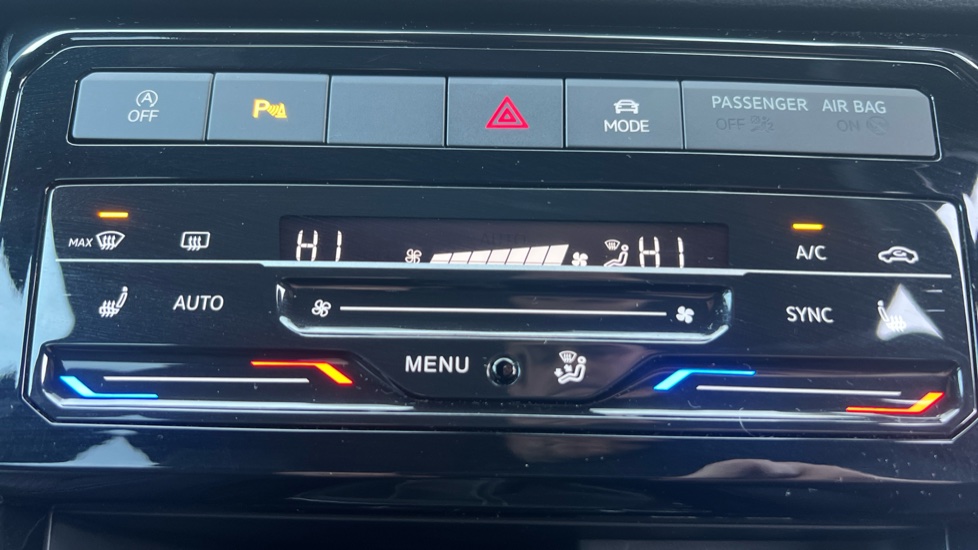 A
OFF
P
MODE
PASSENGER AIR BAG
OFF ON
MAX
HI HI
A/C
AUTO
SYNC
MENU